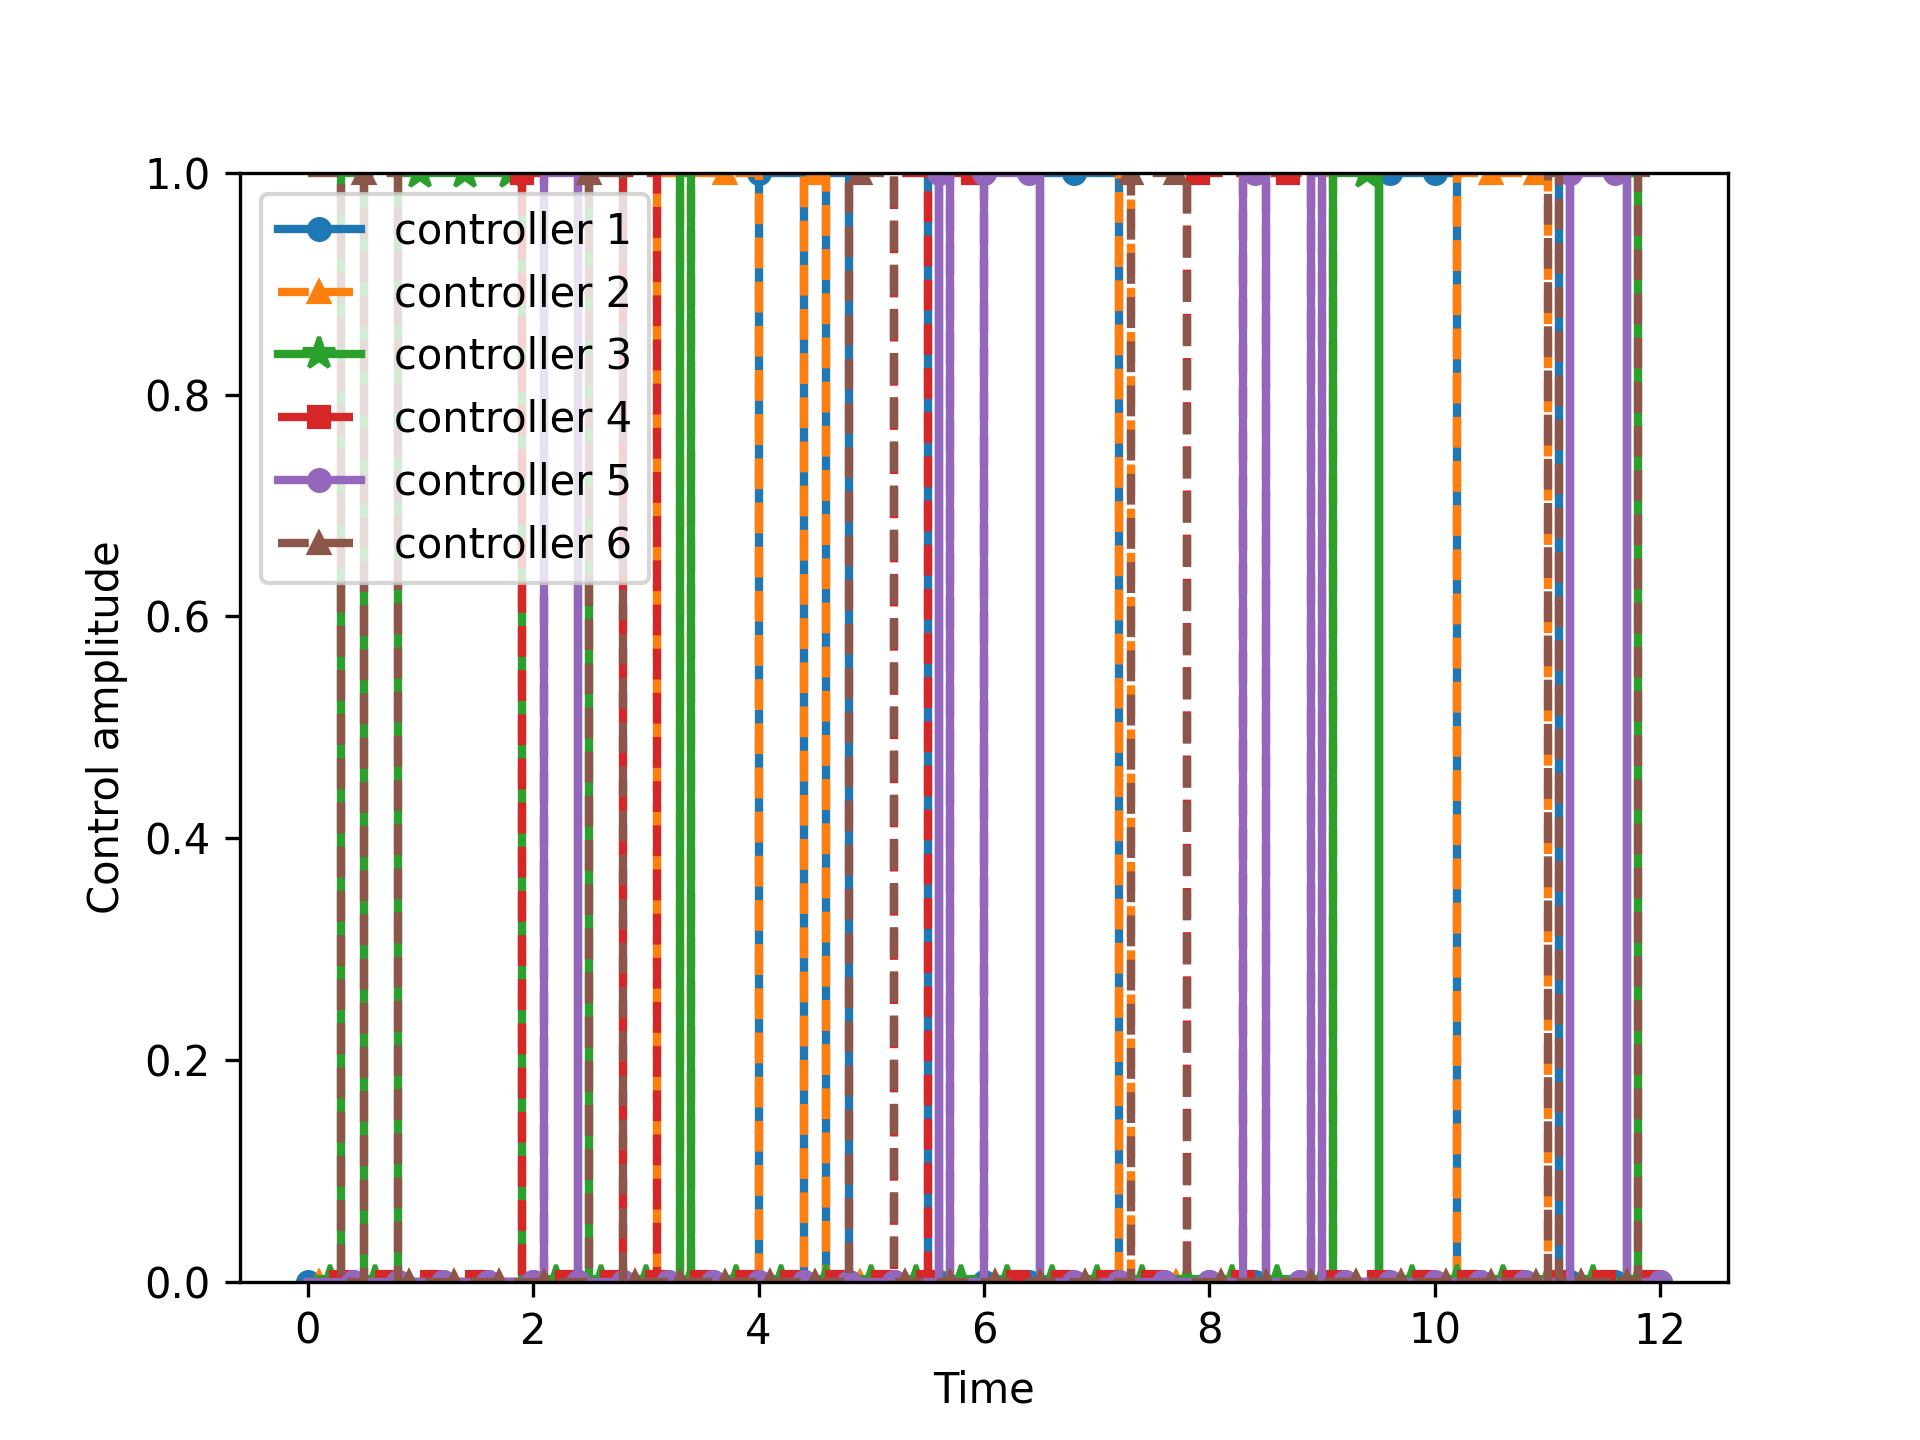 1.0
0.8
0.6
0.4
0.2
0.0
Control amplitude
controller 1
controller 2
controller 3
controller 4
controller 5
controller 6
0 2 4 6 8 10 12
Time